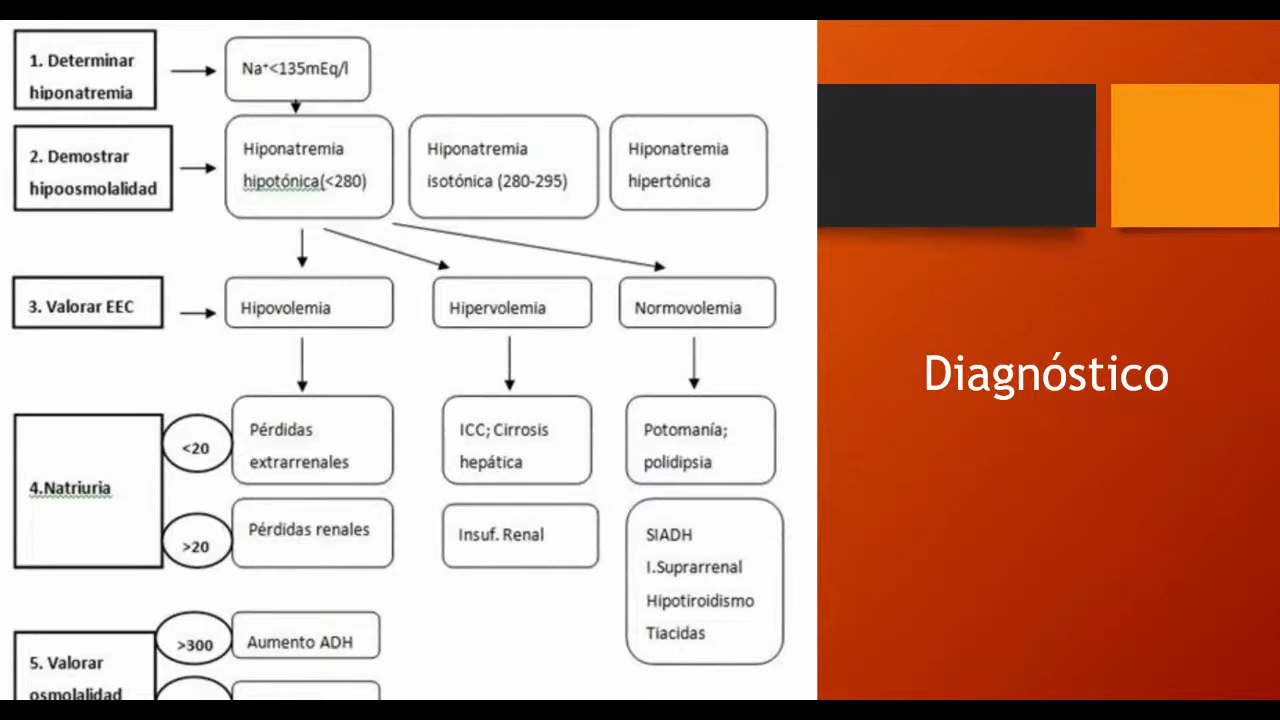 1. Determinar
hiponatremia
Na⁺<135mEq/l
2. Demostrar
hipoosmolalidad
Hiponatremia
hipotónica(<280)
Hiponatremia
isotónica (280-295)
Hiponatremia
hipertónica
3. Valorar EEC
Hipovolemia
Hipervolemia
Normovolemia
4.Natriuria
<20
Pérdidas
extrarrenales
ICC; Cirrosis
hepática
Potomanía;
polidipsia
>20
Pérdidas renales
Insuf. Renal
SIADH
I.Suprarrenal
Hipotiroidismo
Tiacidas
5. Valorar
osmolalidad
>300
Aumento ADH
Diagnóstico